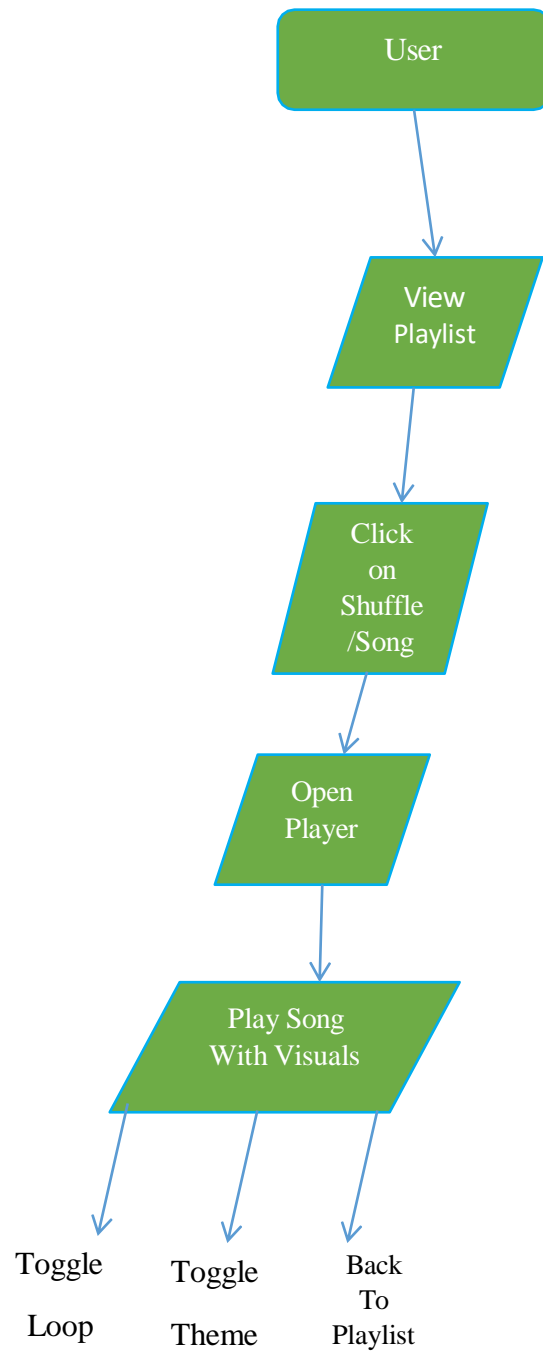 User
View
Playlist
Click
on
Shuffle
/Song
Open
Player
Play Song
With Visuals
Toggle
Loop
Toggle
Theme
Back
To
Playlist